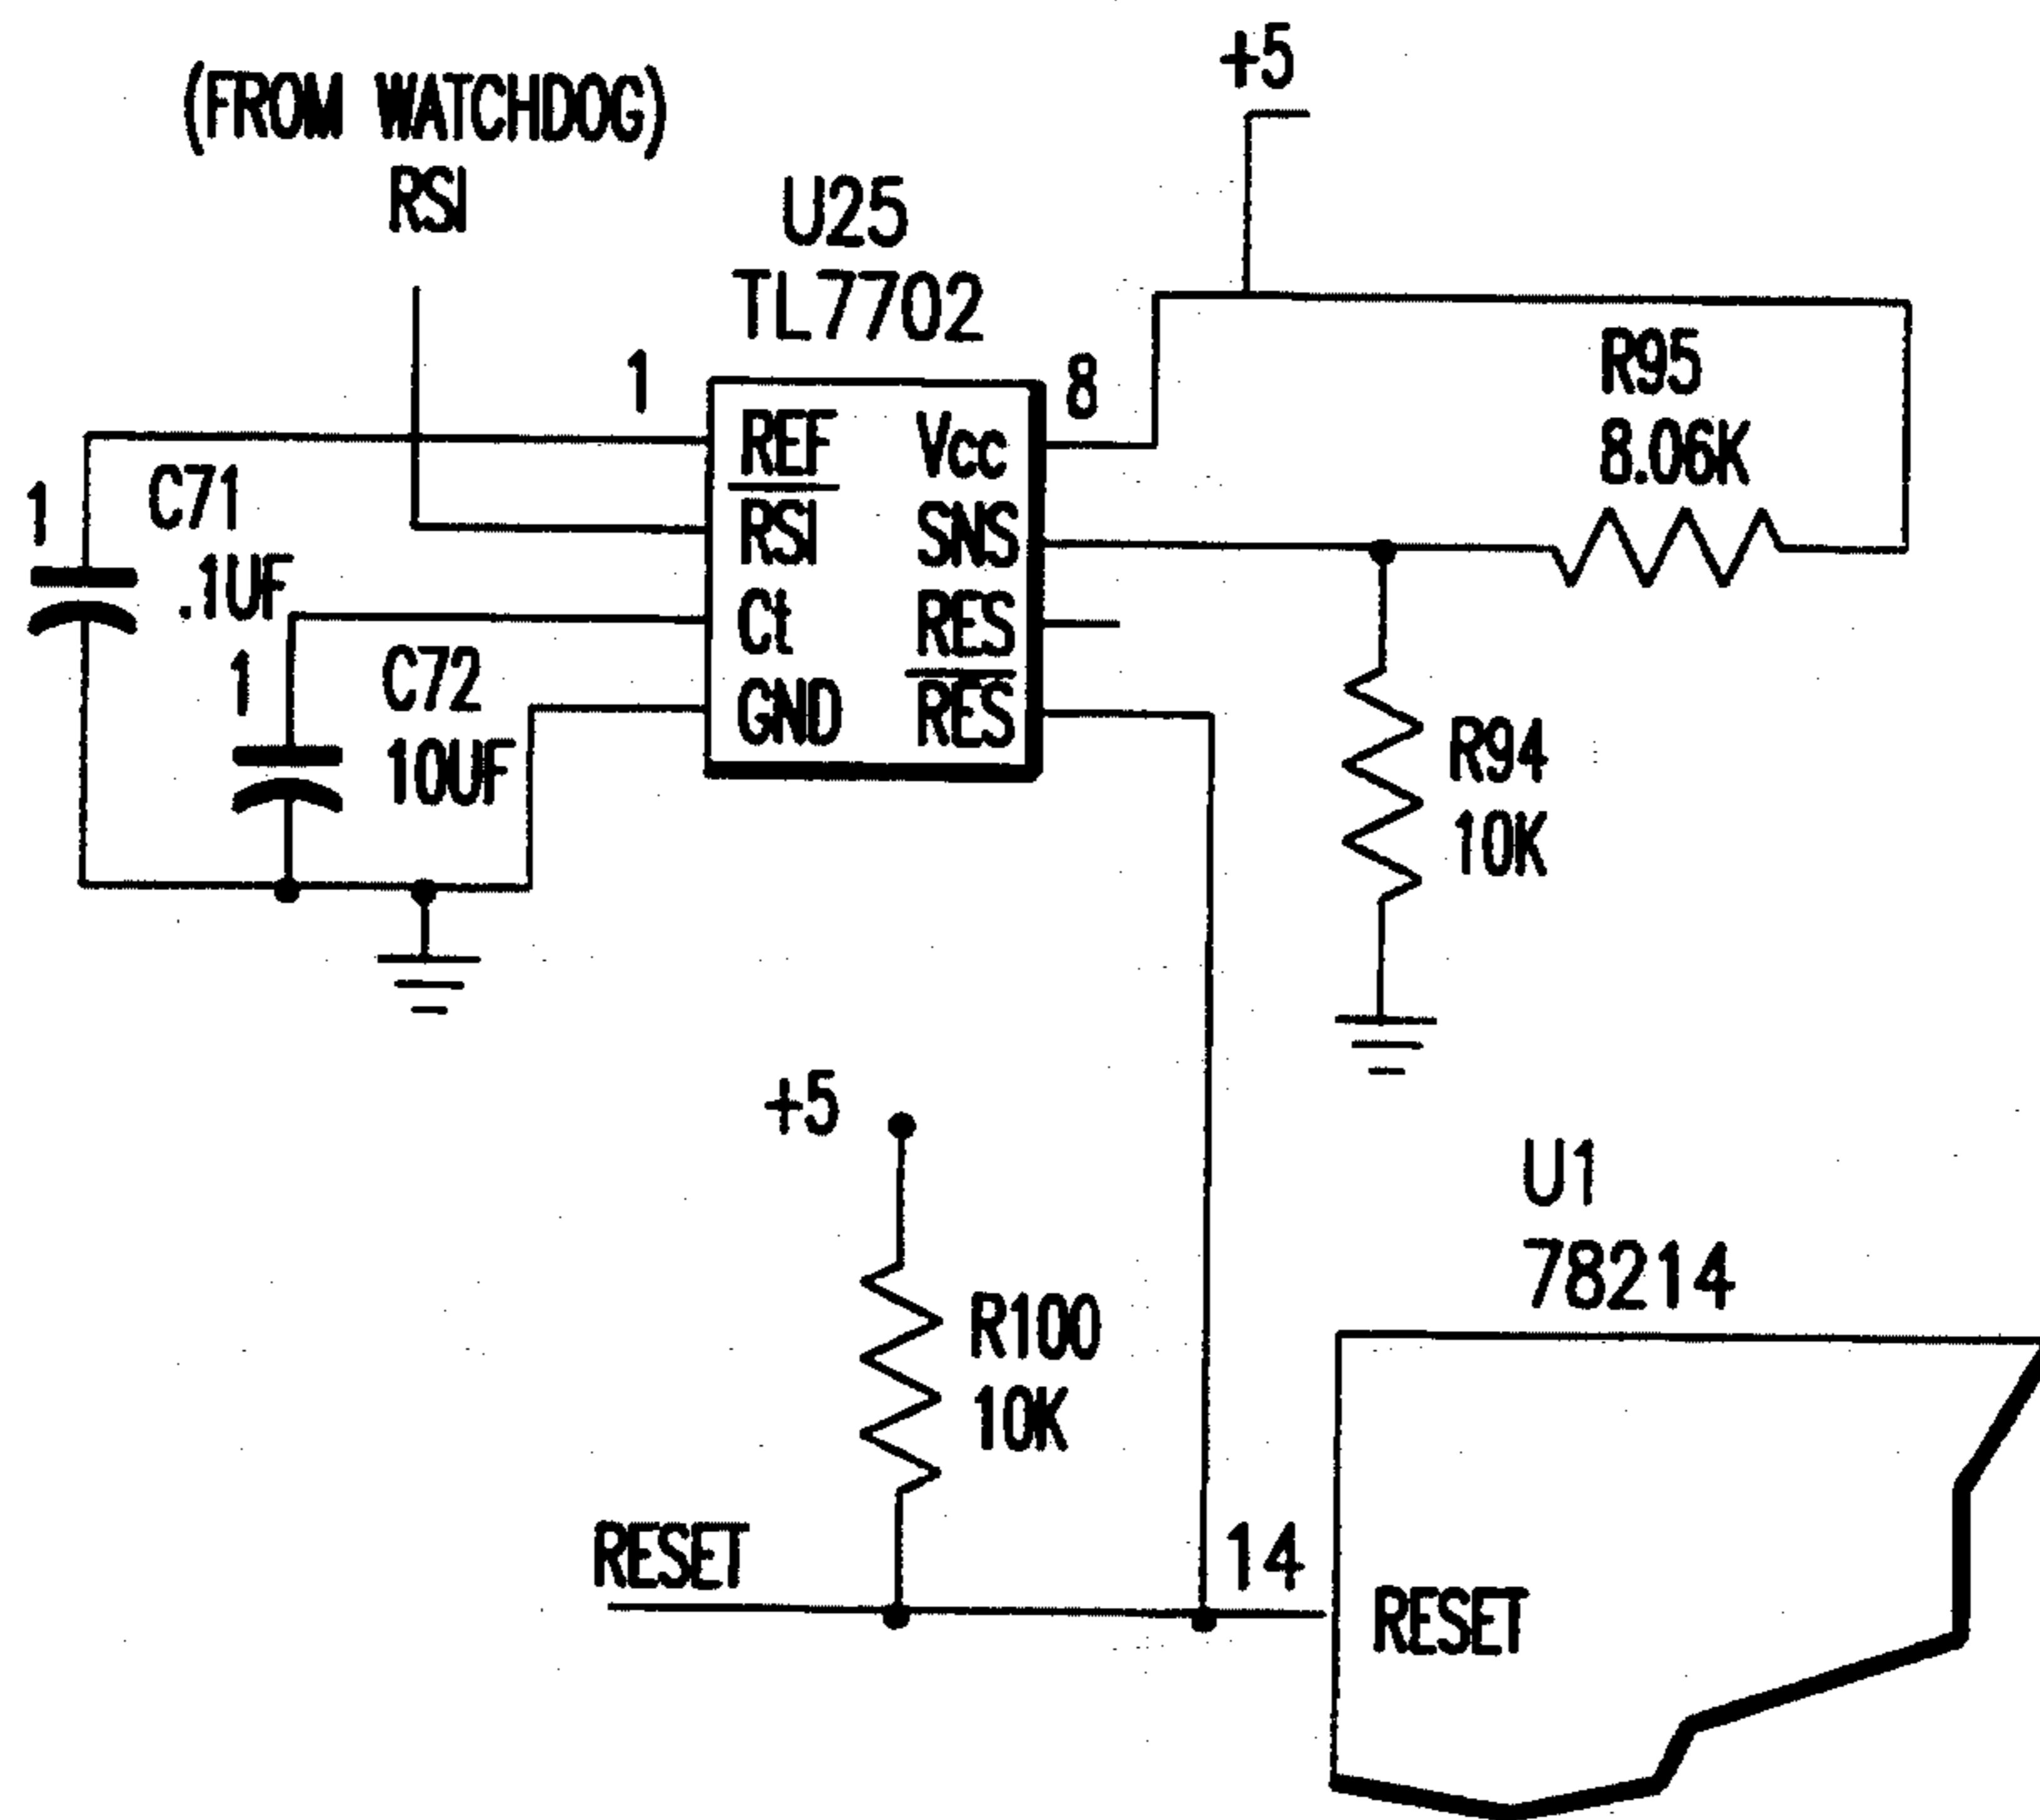 (FROM WATCHDOG)
RSI
+5
U25
TL7702
1
8
REF
Vcc
RSI
SNS
Ct
RES
GND
RES
R95
8.06K
1
C71
.1UF
1
C72
10UF
R94
10K
+5
R100
10K
U1
78214
RESET
14
RESET